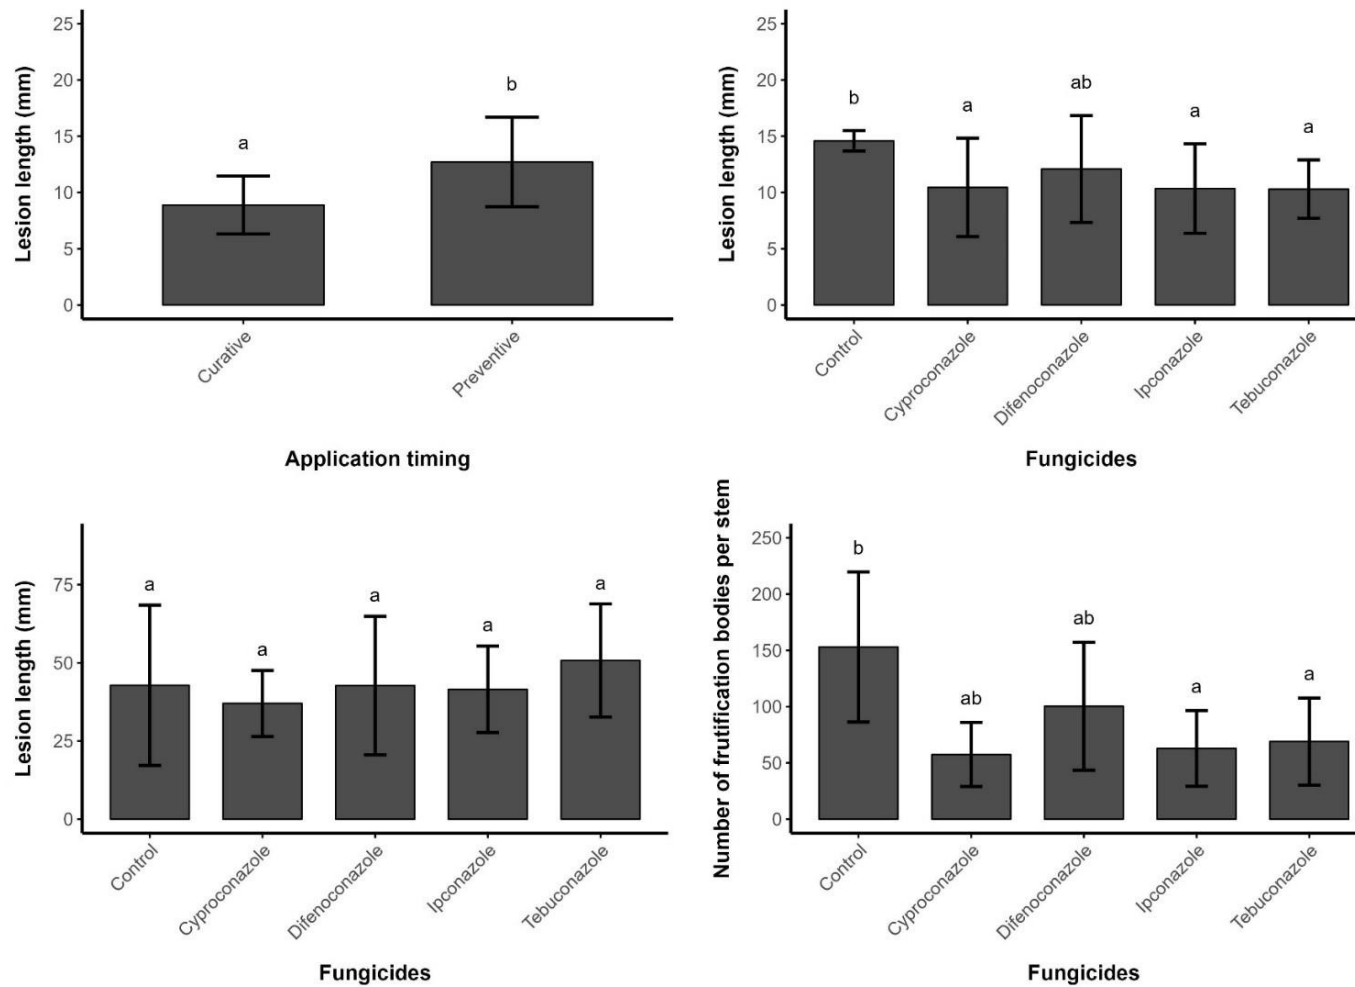 25
20
15
10
5
0
Lesion length (mm)
a
b
Curative
Preventive
Application timing
25
20
15
10
5
0
Lesion length (mm)
b
a
ab
a
a
Control
Cyproconazole
Difenoconazole
Ipconazole
Tebuconazole
Fungicides
75
50
25
0
Lesion length (mm)
a
a
a
a
a
Control
Cyproconazole
Difenoconazole
Ipconazole
Tebuconazole
Fungicides
250
200
150
100
50
0
Number of frutification bodies per stem
b
ab
ab
a
a
Control
Cyproconazole
Difenoconazole
Ipconazole
Tebuconazole
Fungicides